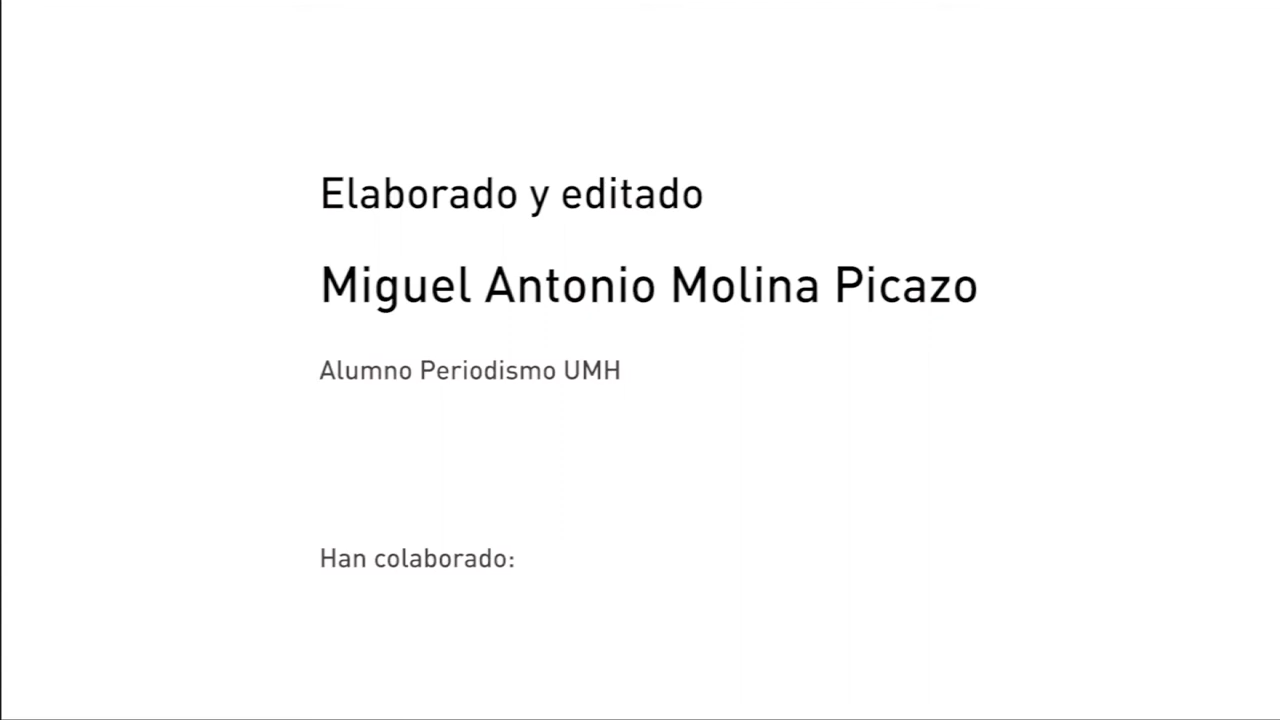 Elaborado y editado
Miguel Antonio Molina Picazo
Alumno Periodismo UMH
Han colaborado: